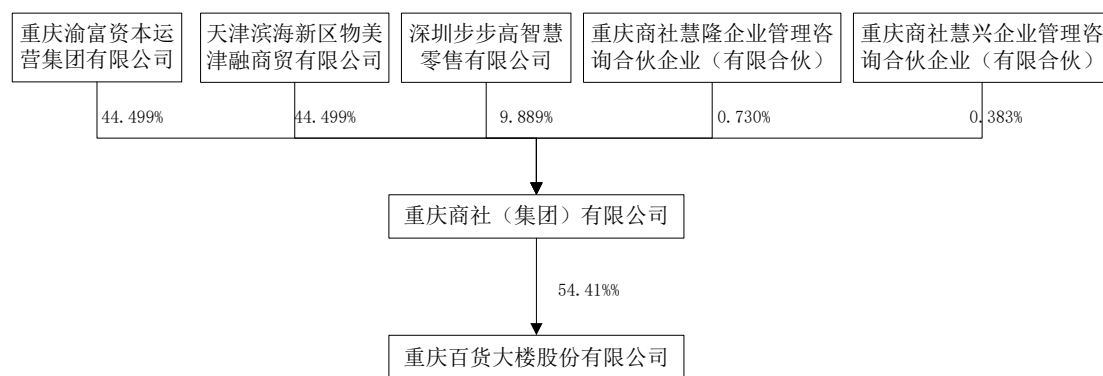 重庆渝富资本运
营集团有限公司
天津滨海新区物美
津融商贸有限公司
深圳步步高智慧
零售有限公司
重庆商社慧隆企业管理咨
询合伙企业（有限合伙）
重庆商社慧兴企业管理咨
询合伙企业（有限合伙）
44.499%
44.499%
9.889%
0.730%
0.383%
重庆商社（集团）有限公司
54.41%%
重庆百货大楼股份有限公司